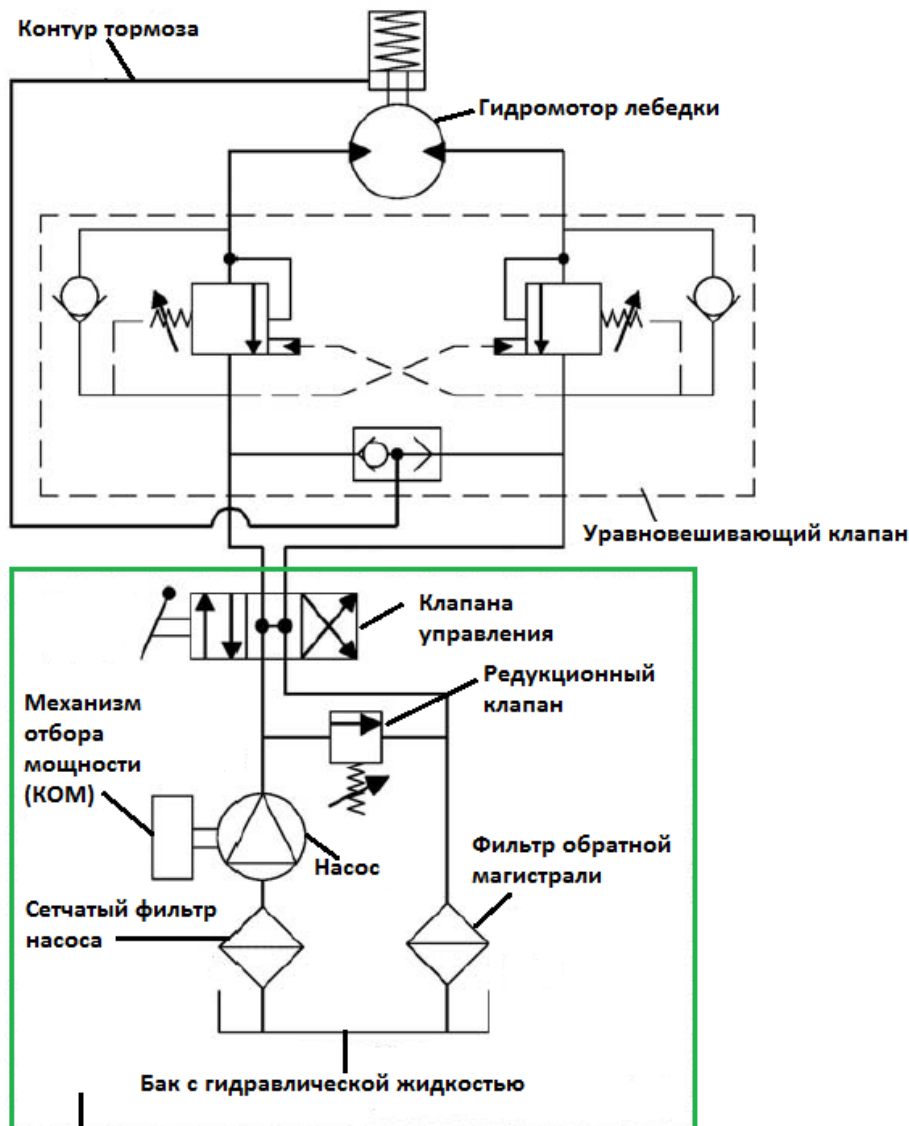 Контур тормоза
Гидромотор лебедки
Уравновешивающий клапан
Клапана
управления
Редукционный
клапан
Механизм
отбора
мощности
(КОМ)
Насос
Фильтр обратной
магистрали
Сетчатый фильтр
насоса
Бак с гидравлической жидкостью